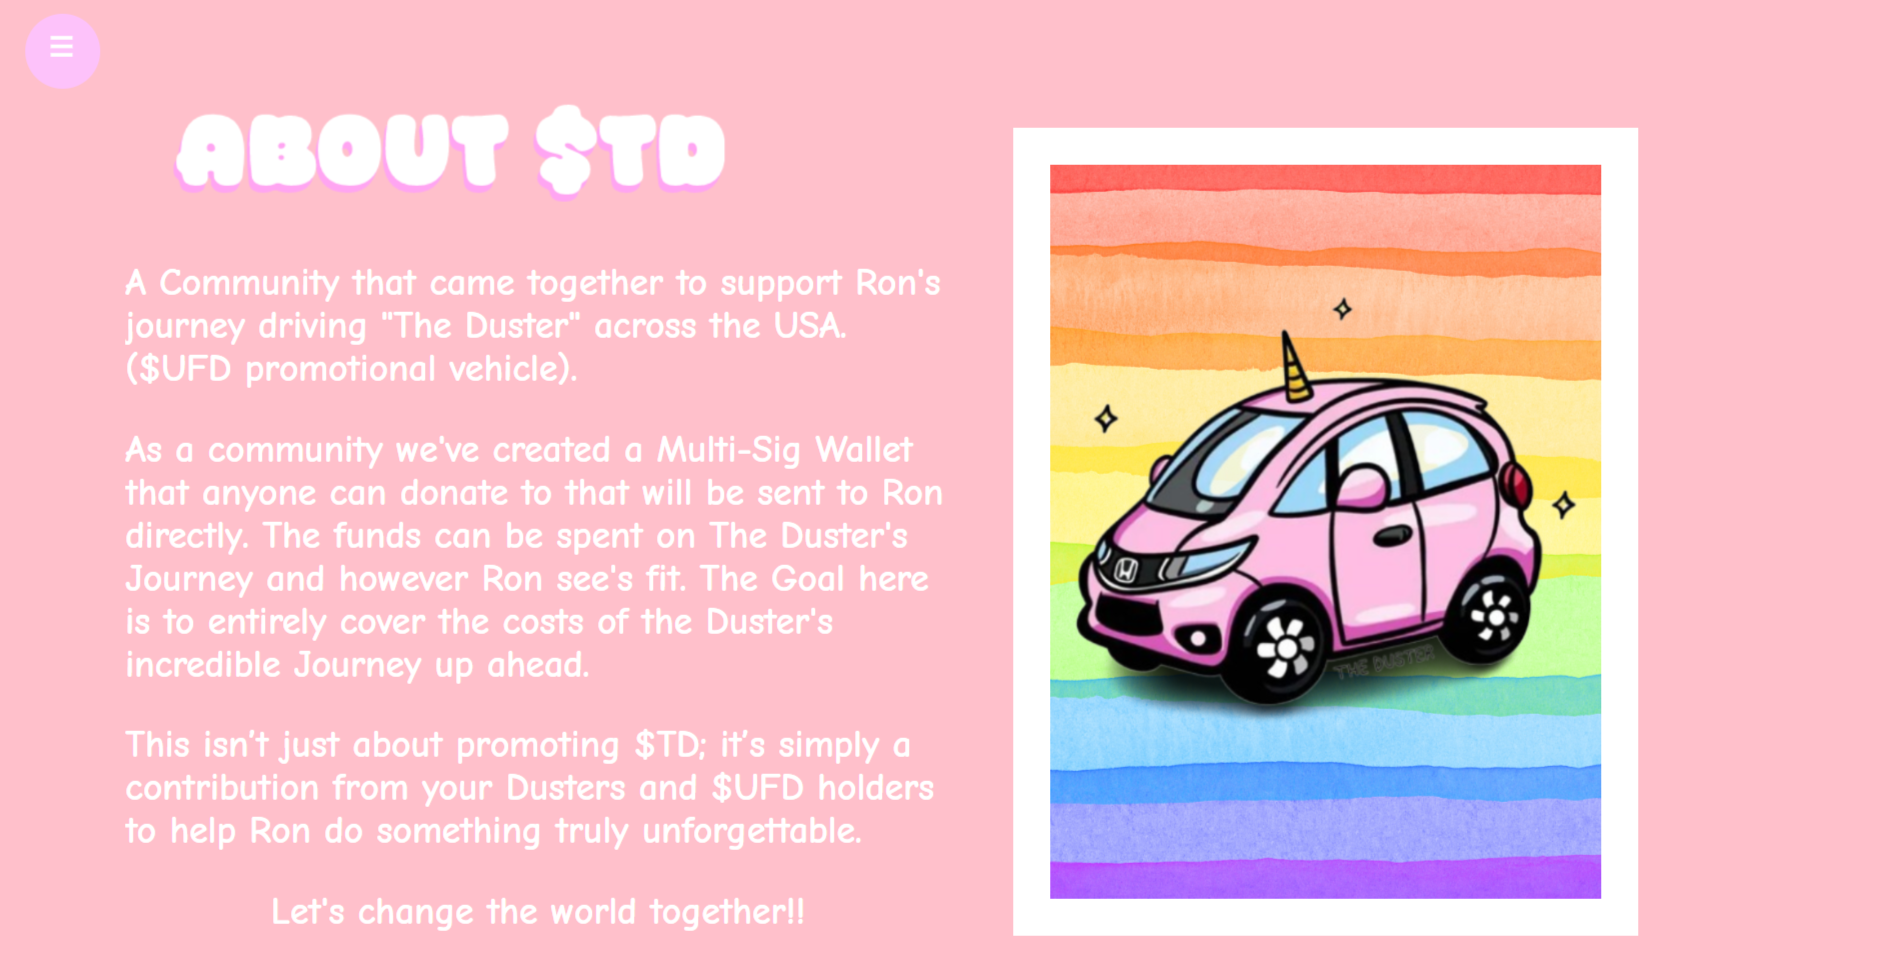 ABOUT $TD
A Community that came together to support Ron's
journey driving "The Duster" across the USA.
($UFD promotional vehicle).
As a community we've created a Multi-Sig Wallet
that anyone can donate to that will be sent to Ron
directly. The funds can be spent on The Duster's
Journey and however Ron see's fit. The Goal here
is to entirely cover the costs of the Duster's
incredible Journey up ahead.
This isn’t just about promoting $TD; it’s simply a
contribution from your Dusters and $UFD holders
to help Ron do something truly unforgettable.
Let's change the world together!!
THE DUSTER